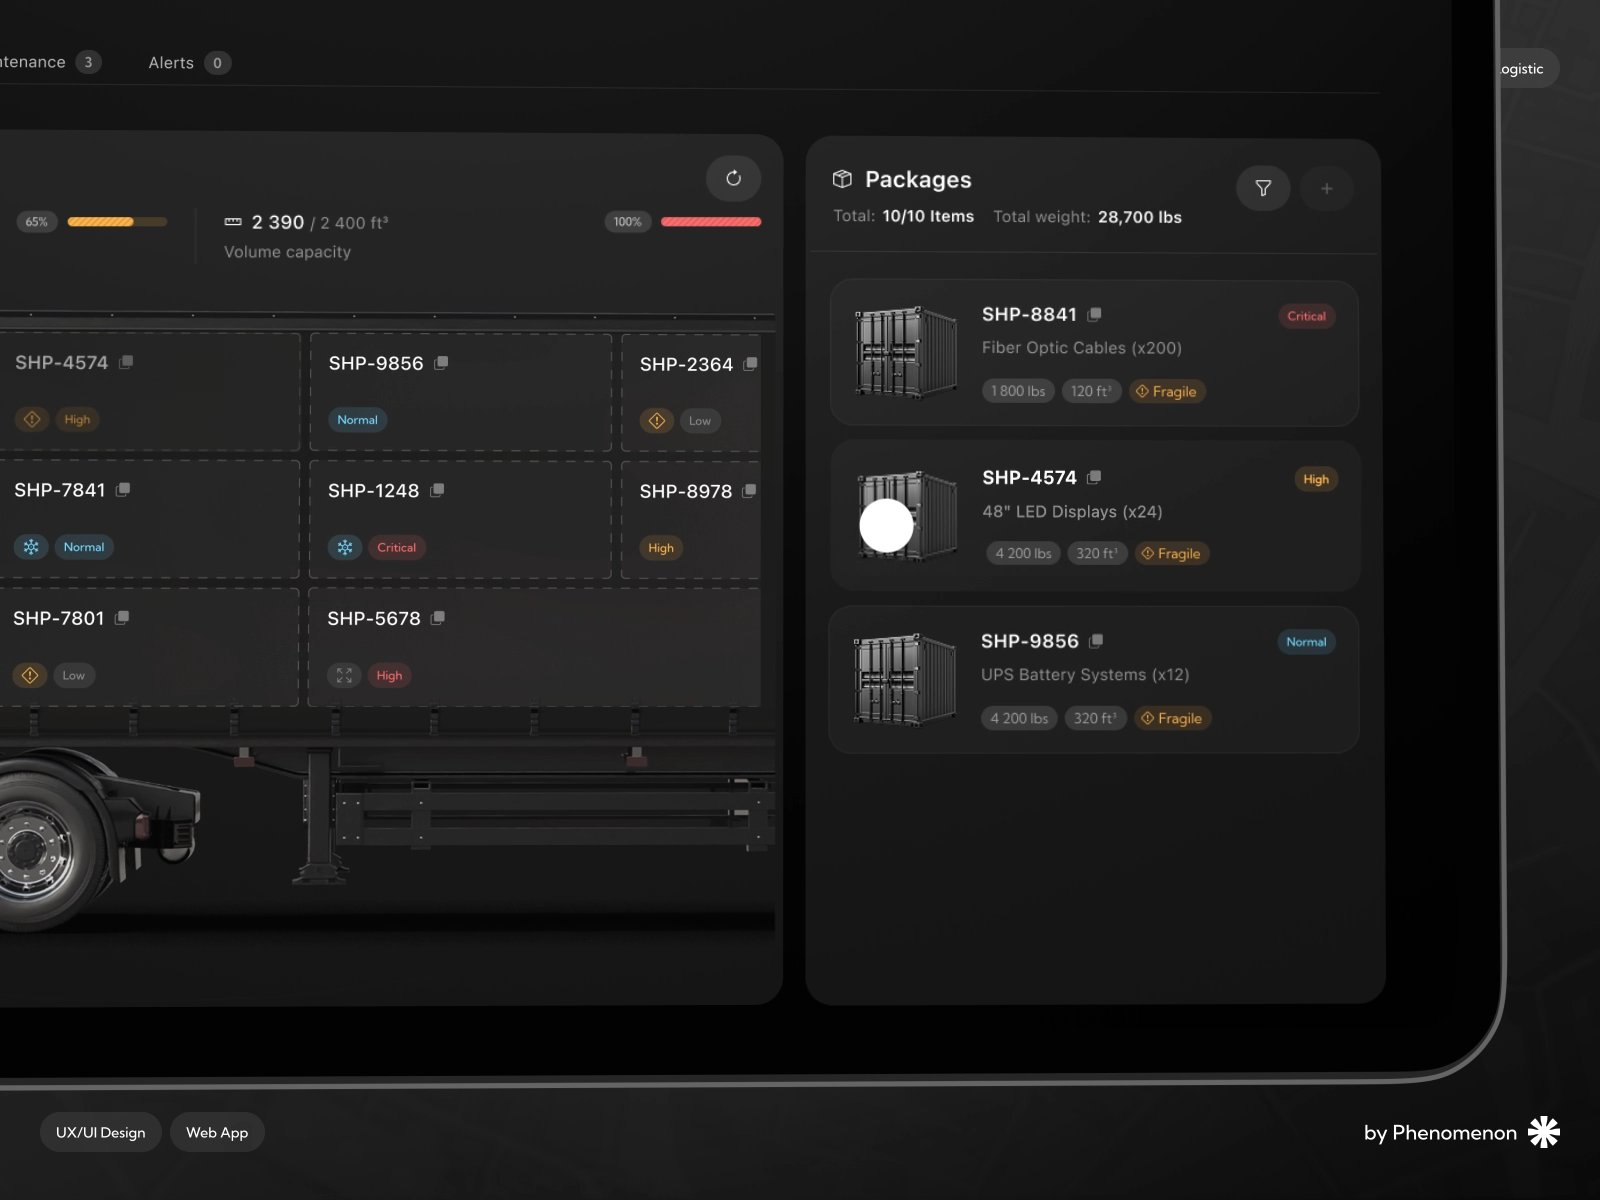 ntenance 3 Alerts 0
ogistic
65% 2 390 / 2 400 ft³ 100%
Volume capacity
SHP-4574 SHP-9856 SHP-2364
High Normal Low
SHP-7841 SHP-1248 SHP-8978
Normal Critical High
SHP-7801 SHP-5678
Low High
Packages
Total: 10/10 Items Total weight: 28,700 lbs
SHP-8841 Critical
Fiber Optic Cables (x200)
1 800 lbs 120 ft³ Fragile
SHP-4574 High
48" LED Displays (x24)
4 200 lbs 320 ft³ Fragile
SHP-9856 Normal
UPS Battery Systems (x12)
4 200 lbs 320 ft³ Fragile
UX/UI Design Web App
by Phenomenon